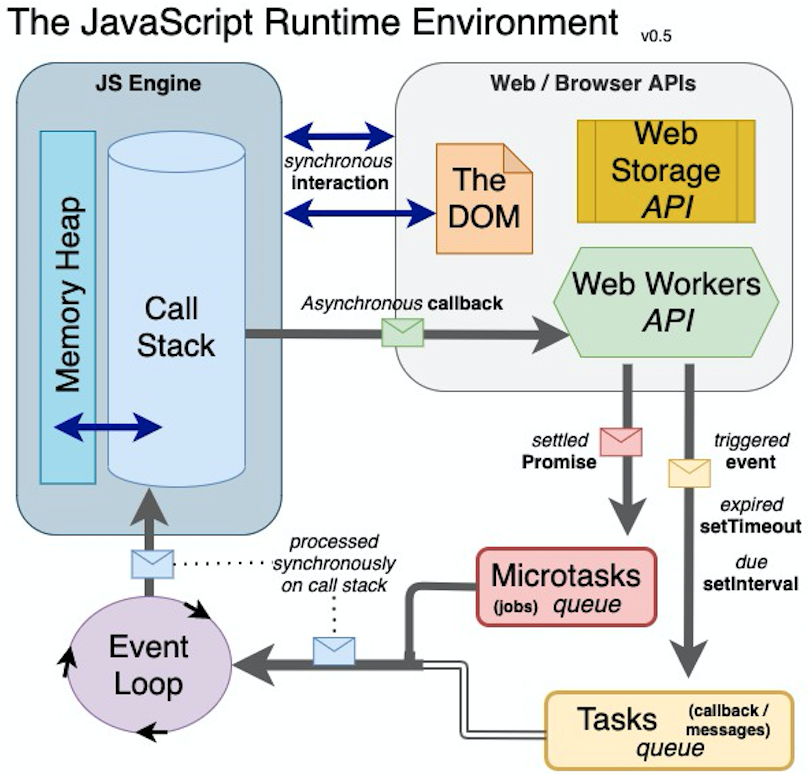 The JavaScript Runtime Environment v0.5
JS Engine
Web / Browser APIs
Memory Heap
Call
Stack
synchronous
interaction
The
DOM
Web
Storage
API
Asynchronous callback
Web Workers
API
settled
Promise
triggered
event
expired
setTimeout
due
setInterval
processed
synchronously
on call stack
Microtasks
(jobs) queue
Event
Loop
Tasks (callback /
messages)
queue